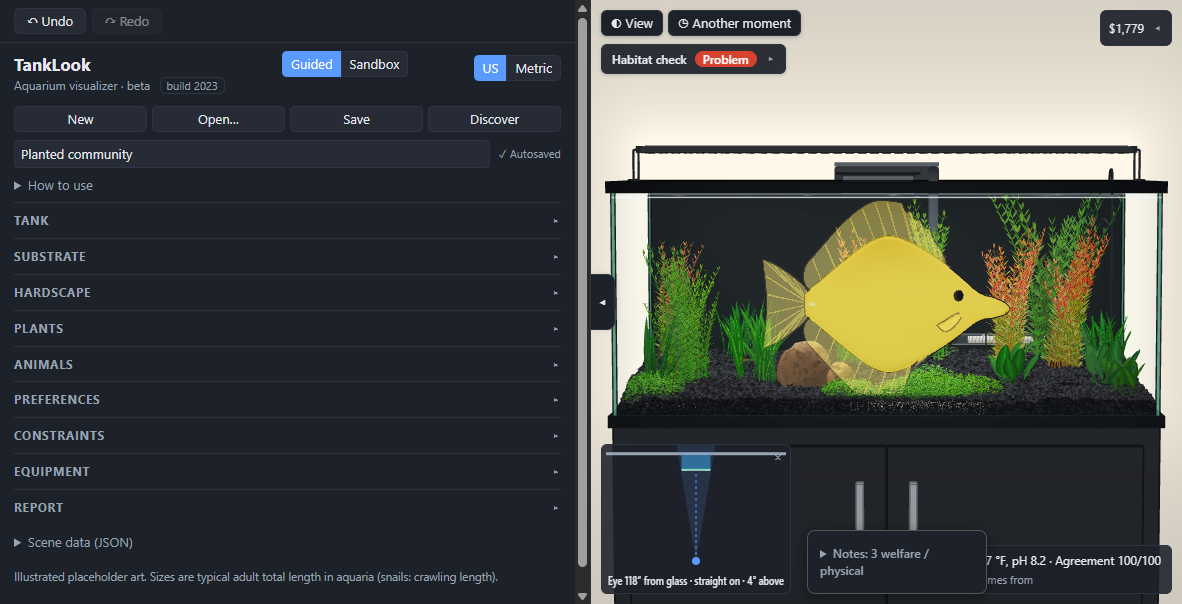 Undo
Redo
TankLook
Guided Sandbox
US Metric
Aquarium visualizer · beta build 2023
New Open... Save Discover
Planted community ✓ Autosaved
How to use
TANK
SUBSTRATE
HARDSCAPE
PLANTS
ANIMALS
PREFERENCES
CONSTRAINTS
EQUIPMENT
REPORT
Scene data (JSON)
Illustrated placeholder art. Sizes are typical adult total length in aquaria (snails: crawling length).
View
Another moment
$1,779
Habitat check Problem
Eye 118" from glass · straight on · 4° above
Notes: 3 welfare /
physical
7 °F, pH 8.2 · Agreement 100/100
mes from